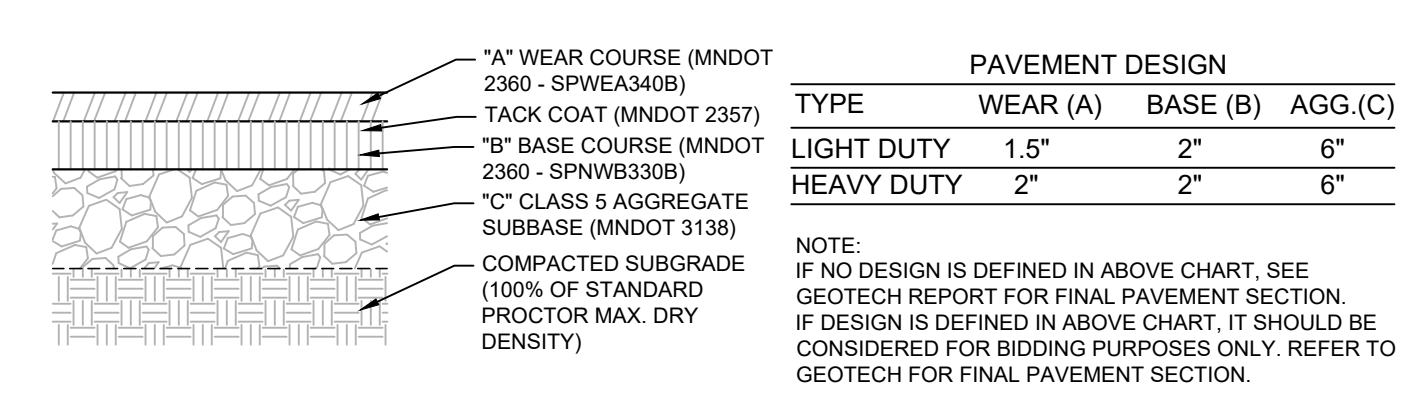 "A" WEAR COURSE (MNDOT
2360 - SPWEA340B)
TACK COAT (MNDOT 2357)
"B" BASE COURSE (MNDOT
2360 - SPNWB330B)
"C" CLASS 5 AGGREGATE
SUBBASE (MNDOT 3138)
COMPACTED SUBGRADE
(100% OF STANDARD
PROCTOR MAX. DRY
DENSITY)
PAVEMENT DESIGN
TYPE WEAR (A) BASE (B) AGG.(C)
LIGHT DUTY 1.5" 2" 6"
HEAVY DUTY 2" 2" 6"
NOTE:
IF NO DESIGN IS DEFINED IN ABOVE CHART, SEE
GEOTECH REPORT FOR FINAL PAVEMENT SECTION.
IF DESIGN IS DEFINED IN ABOVE CHART, IT SHOULD BE
CONSIDERED FOR BIDDING PURPOSES ONLY. REFER TO
GEOTECH FOR FINAL PAVEMENT SECTION.